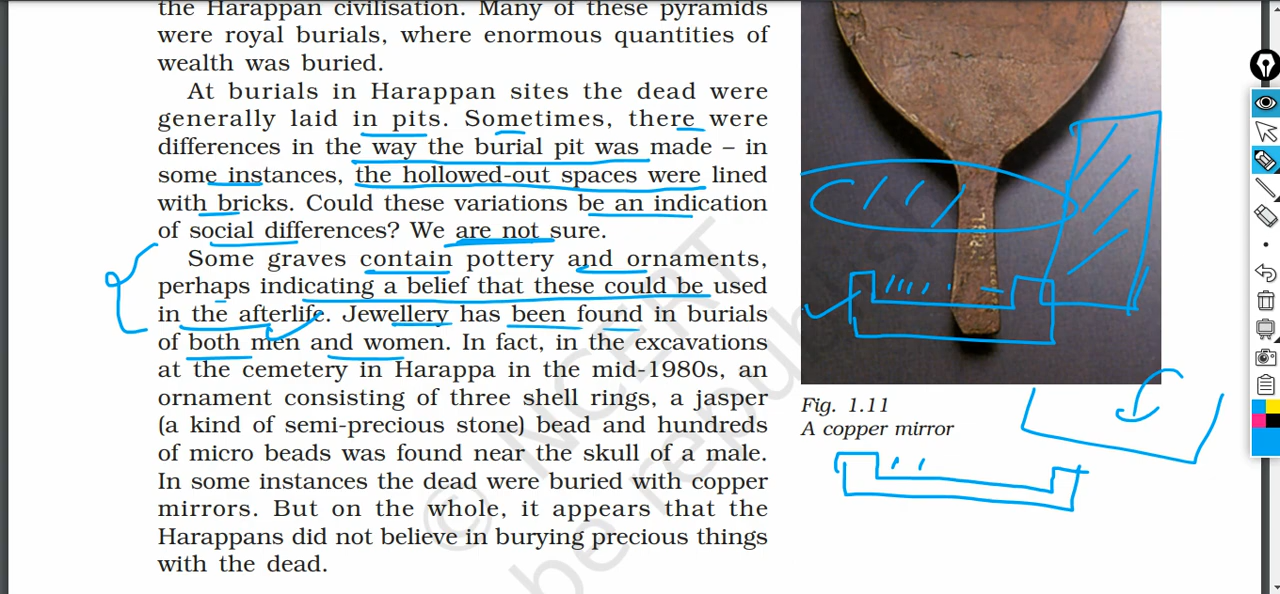 the Harappan civilisation. Many of these pyramids
were royal burials, where enormous quantities of
wealth was buried.
At burials in Harappan sites the dead were
generally laid in pits. Sometimes, there were
differences in the way the burial pit was made – in
some instances, the hollowed-out spaces were lined
with bricks. Could these variations be an indication
of social differences? We are not sure.
Some graves contain pottery and ornaments,
perhaps indicating a belief that these could be used
in the afterlife. Jewellery has been found in burials
of both men and women. In fact, in the excavations
at the cemetery in Harappa in the mid-1980s, an
ornament consisting of three shell rings, a jasper
(a kind of semi-precious stone) bead and hundreds
of micro beads was found near the skull of a male.
In some instances the dead were buried with copper
mirrors. But on the whole, it appears that the
Harappans did not believe in burying precious things
with the dead.
Fig. 1.11
A copper mirror
© NCERT
be repub